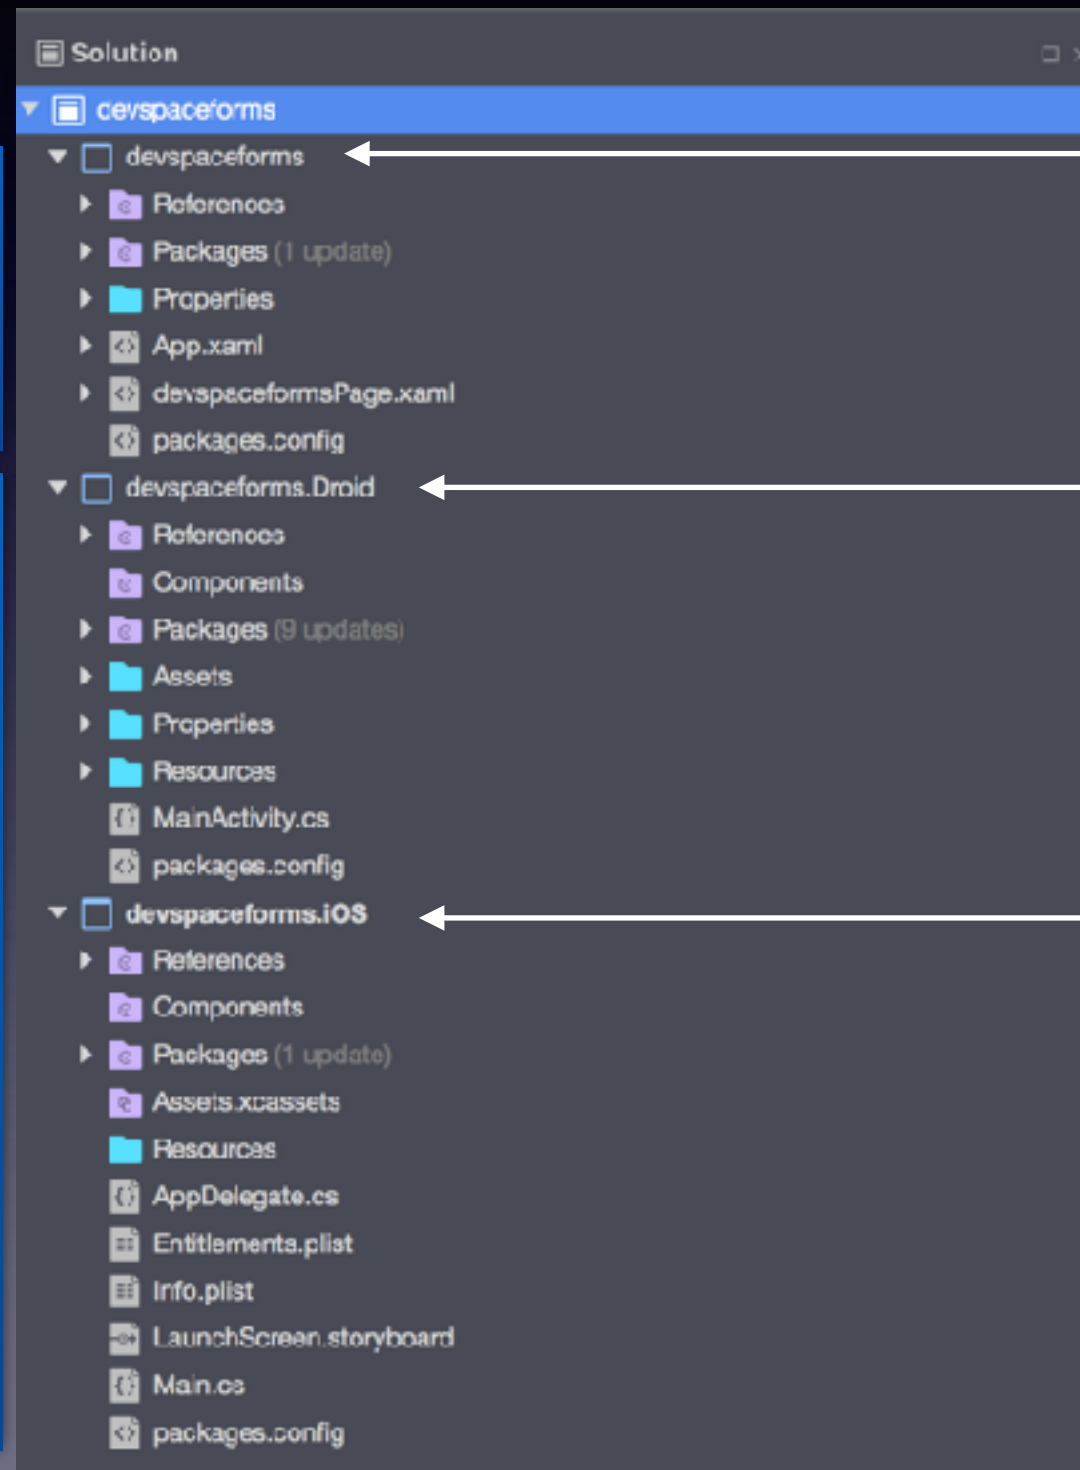 Solution
devspaceforms
devspaceforms
References
Packages (1 update)
Properties
App.xaml
devspaceformsPage.xaml
packages.config
devspaceforms.Droid
References
Components
Packages (9 updates)
Assets
Properties
Resources
MainActivity.cs
packages.config
devspaceforms.iOS
References
Components
Packages (1 update)
Assets.xcassets
Resources
AppDelegate.cs
Entitlements.plist
Info.plist
LaunchScreen.storyboard
Main.cs
packages.config